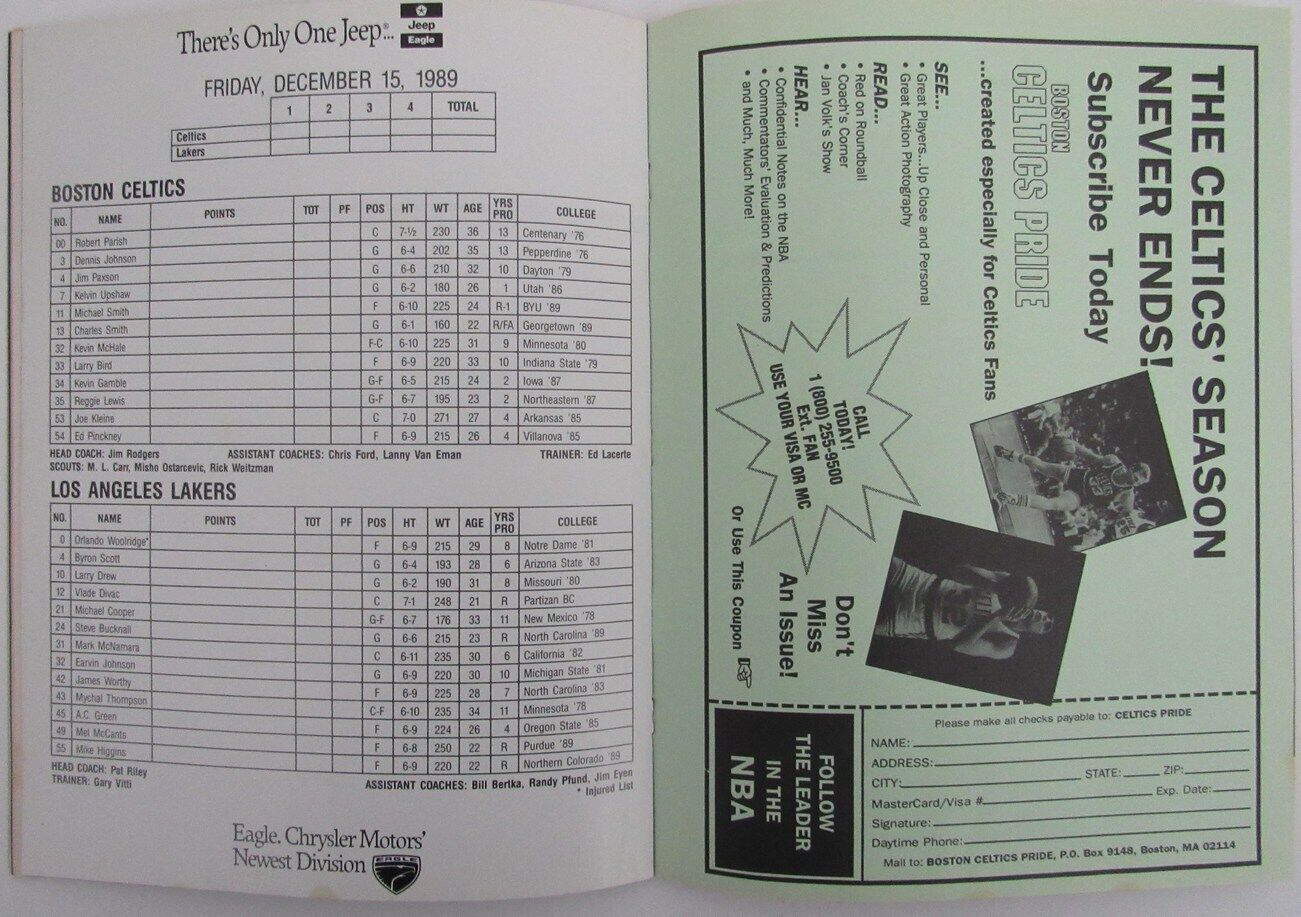 There's Only One Jeep®...
Jeep
Eagle
FRIDAY, DECEMBER 15, 1989
1 2 3 4 TOTAL
Celtics
Lakers
BOSTON CELTICS
NO. NAME POINTS TOT PF POS HT WT AGE YRS PRO COLLEGE
00 Robert Parish C 7-½ 230 36 13 Centenary '76
3 Dennis Johnson G 6-4 202 35 13 Pepperdine '76
4 Jim Paxson G 6-6 210 32 10 Dayton '79
7 Kelvin Upshaw G 6-2 180 26 1 Utah '86
11 Michael Smith F 6-10 225 24 R-1 BYU '89
13 Charles Smith G 6-1 160 22 R/FA Georgetown '89
32 Kevin McHale F-C 6-10 225 31 9 Minnesota '80
33 Larry Bird F 6-9 220 33 10 Indiana State '79
34 Kevin Gamble G-F 6-5 215 24 2 Iowa '87
35 Reggie Lewis G-F 6-7 195 23 2 Northeastern '87
53 Joe Kleine C 7-0 271 27 4 Arkansas '85
54 Ed Pinckney F 6-9 215 26 4 Villanova '85
HEAD COACH: Jim Rodgers ASSISTANT COACHES: Chris Ford, Lanny Van Eman TRAINER: Ed Lacerte
SCOUTS: M. L. Carr, Misho Ostarcevic, Rick Weitzman
LOS ANGELES LAKERS
NO. NAME POINTS TOT PF POS HT WT AGE YRS PRO COLLEGE
0 Orlando Woolridge* F 6-9 215 29 8 Notre Dame '81
4 Byron Scott G 6-4 193 28 6 Arizona State '83
10 Larry Drew G 6-2 190 31 8 Missouri '80
12 Vlade Divac C 7-1 248 21 R Partizan BC
21 Michael Cooper G-F 6-7 176 33 11 New Mexico '78
24 Steve Bucknall G 6-6 215 23 R North Carolina '89
31 Mark McNamara C 6-11 235 30 6 California '82
32 Earvin Johnson G 6-9 220 30 10 Michigan State '81
42 James Worthy F 6-9 225 28 7 North Carolina '83
43 Mychal Thompson C-F 6-10 235 34 11 Minnesota '78
45 A.C. Green F 6-9 224 26 4 Oregon State '85
49 Mel McCants F 6-8 250 22 R Purdue '89
55 Mike Higgins F 6-9 220 22 R Northern Colorado '89
HEAD COACH: Pat Riley ASSISTANT COACHES: Bill Bertka, Randy Pfund, Jim Eyen
TRAINER: Gary Vitti * Injured List
Eagle. Chrysler Motors'
Newest Division
EAGLE
THE CELTICS' SEASON
NEVER ENDS!
Subscribe Today
BOSTON
CELTICS PRIDE
...created especially for Celtics Fans
SEE...
• Great Players...Up Close and Personal
• Great Action Photography
READ...
• Red on Roundball
• Coach's Corner
• Jan Volk's Show
HEAR...
• Confidential Notes on the NBA
• Commentators' Evaluation & Predictions
• and Much, Much More!
CALL
TODAY!
1 (800) 255-9500
Ext. FAN
USE YOUR VISA OR MC
Don't
Miss
An Issue!
Or Use This Coupon
FOLLOW
THE LEADER
IN THE
NBA
Please make all checks payable to: CELTICS PRIDE
NAME:
ADDRESS:
CITY: STATE: ZIP:
MasterCard/Visa # Exp. Date:
Signature:
Daytime Phone:
Mail to: BOSTON CELTICS PRIDE, P.O. Box 9148, Boston, MA 02114